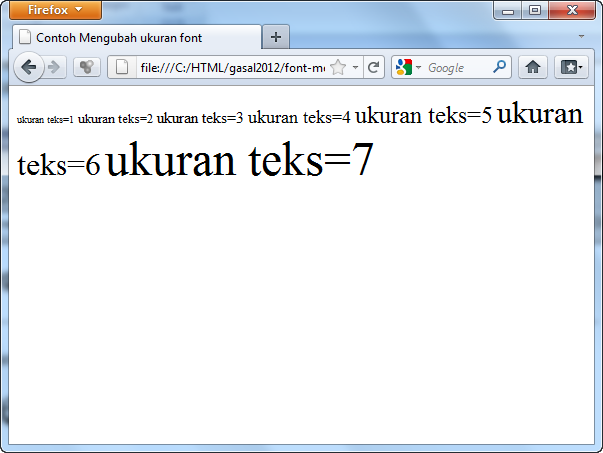 Firefox
Contoh Mengubah ukuran font
file:///C:/HTML/gasal2012/font-m
Google
ukuran teks=1 ukuran teks=2 ukuran teks=3 ukuran teks=4 ukuran teks=5 ukuran
teks=6 ukuran teks=7